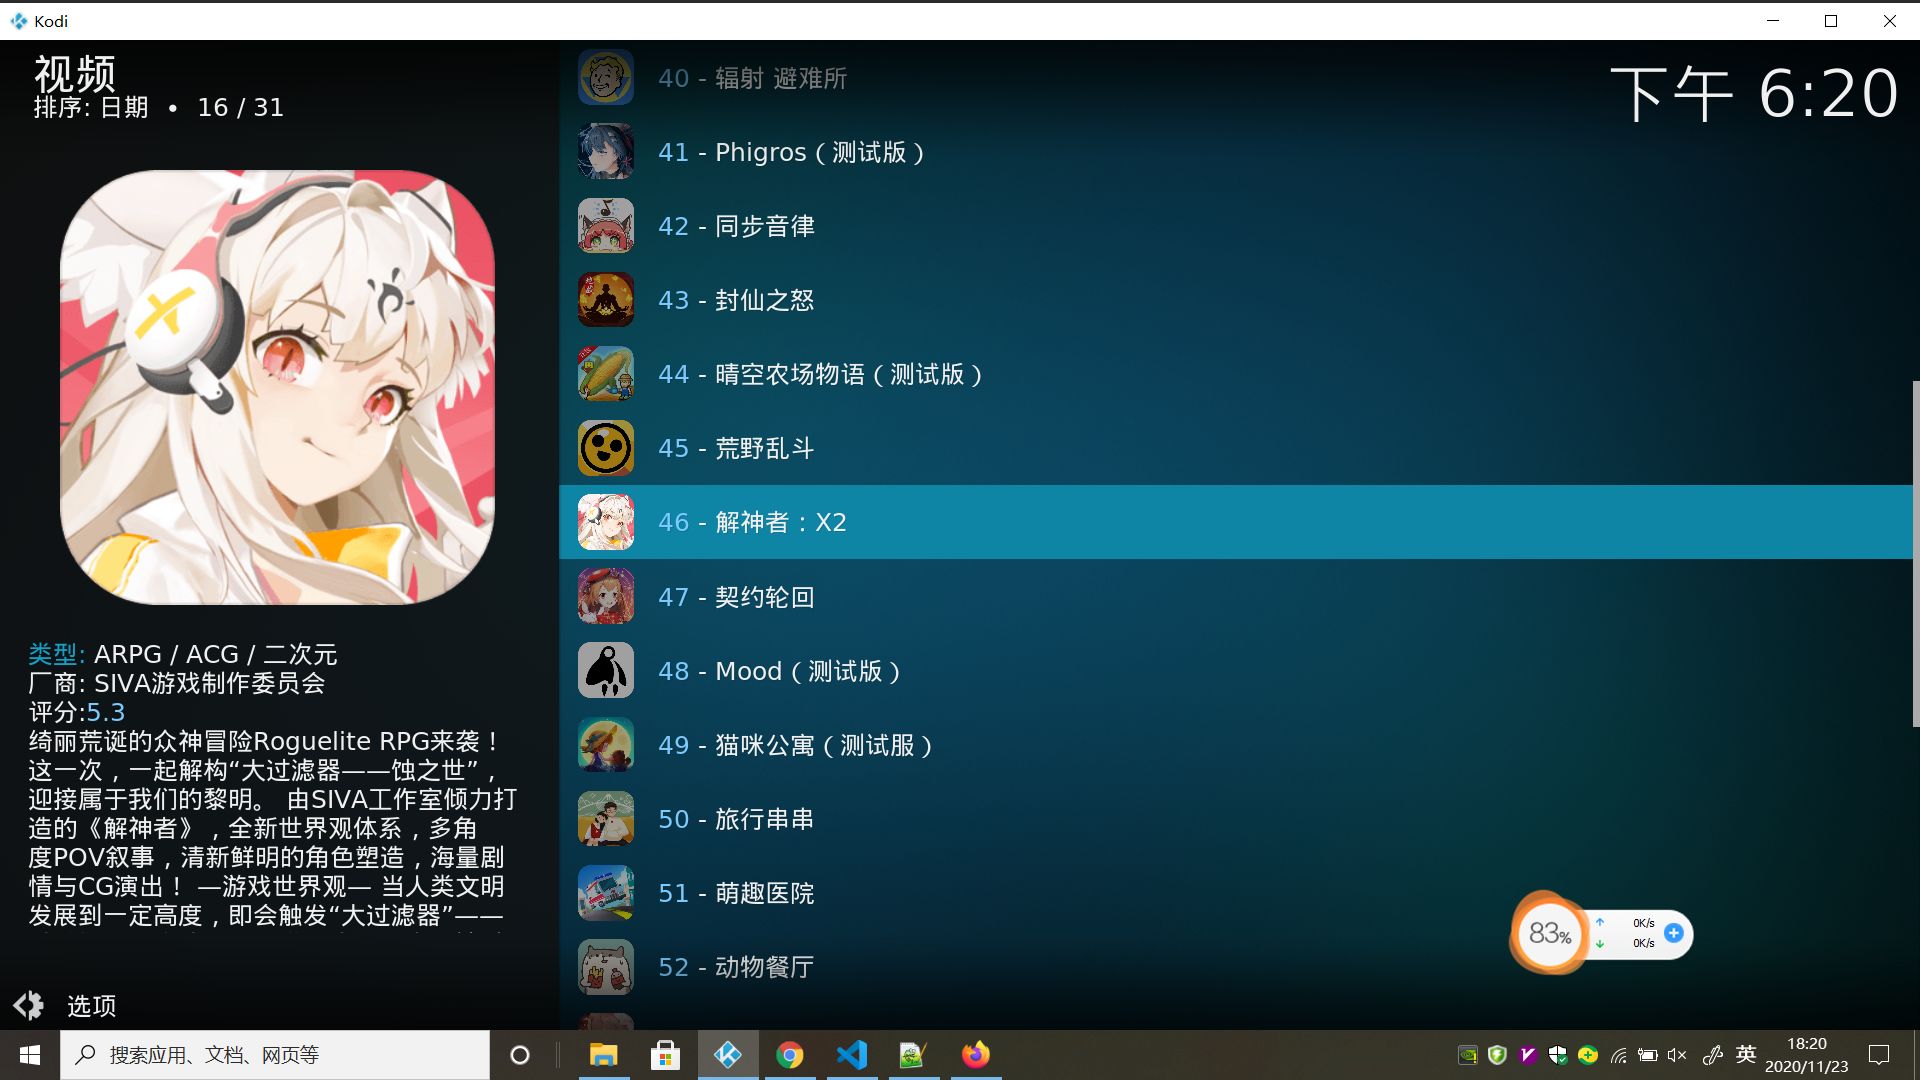 Kodi
视频
排序: 日期 • 16 / 31
下午 6:20
40 - 辐射 避难所
41 - Phigros（测试版）
42 - 同步音律
43 - 封仙之怒
44 - 晴空农场物语（测试版）
45 - 荒野乱斗
46 - 解神者：X2
47 - 契约轮回
48 - Mood（测试版）
49 - 猫咪公寓（测试服）
50 - 旅行串串
51 - 萌趣医院
52 - 动物餐厅
类型: ARPG / ACG / 二次元
厂商: SIVA游戏制作委员会
评分:5.3
绮丽荒诞的众神冒险Roguelite RPG来袭！
这一次，一起解构“大过滤器——蚀之世”，
迎接属于我们的黎明。 由SIVA工作室倾力打
造的《解神者》，全新世界观体系，多角
度POV叙事，清新鲜明的角色塑造，海量剧
情与CG演出！ —游戏世界观— 当人类文明
发展到一定高度，即会触发“大过滤器”——
选项
83%
0K/s
0K/s
搜索应用、文档、网页等
英
18:20
2020/11/23